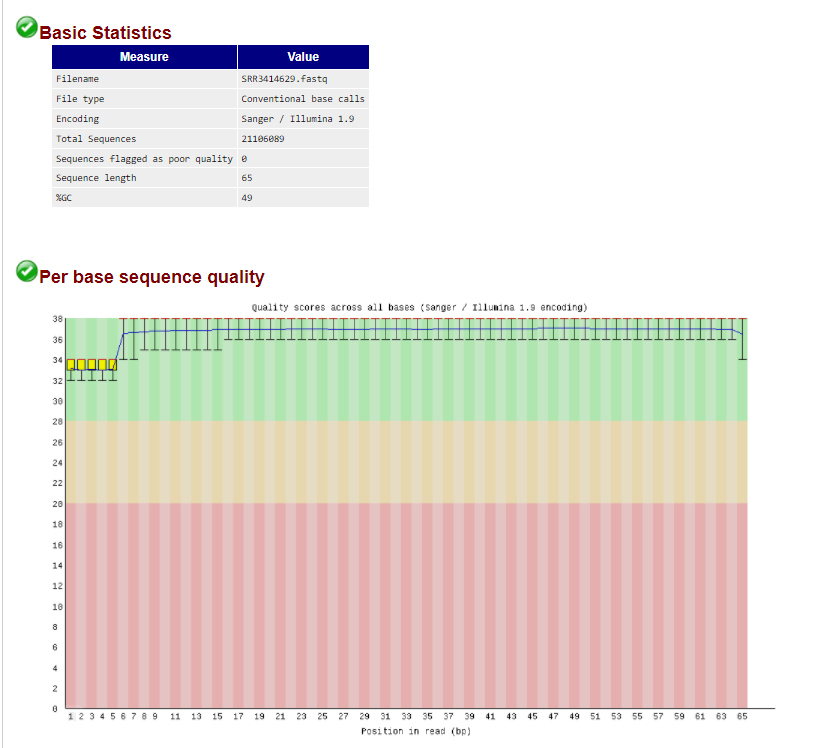 Basic Statistics
Measure Value
Filename SRR3414629.fastq
File type Conventional base calls
Encoding Sanger / Illumina 1.9
Total Sequences 21106089
Sequences flagged as poor quality 0
Sequence length 65
%GC 49
Per base sequence quality
Quality scores across all bases (Sanger / Illumina 1.9 encoding)
38
36
34
32
30
28
26
24
22
20
18
16
14
12
10
8
6
4
2
0
1 2 3 4 5 6 7 8 9 11 13 15 17 19 21 23 25 27 29 31 33 35 37 39 41 43 45 47 49 51 53 55 57 59 61 63 65
Position in read (bp)